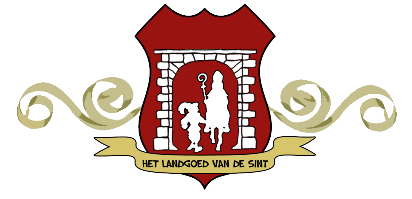 HET LANDGOED VAN DE SINT